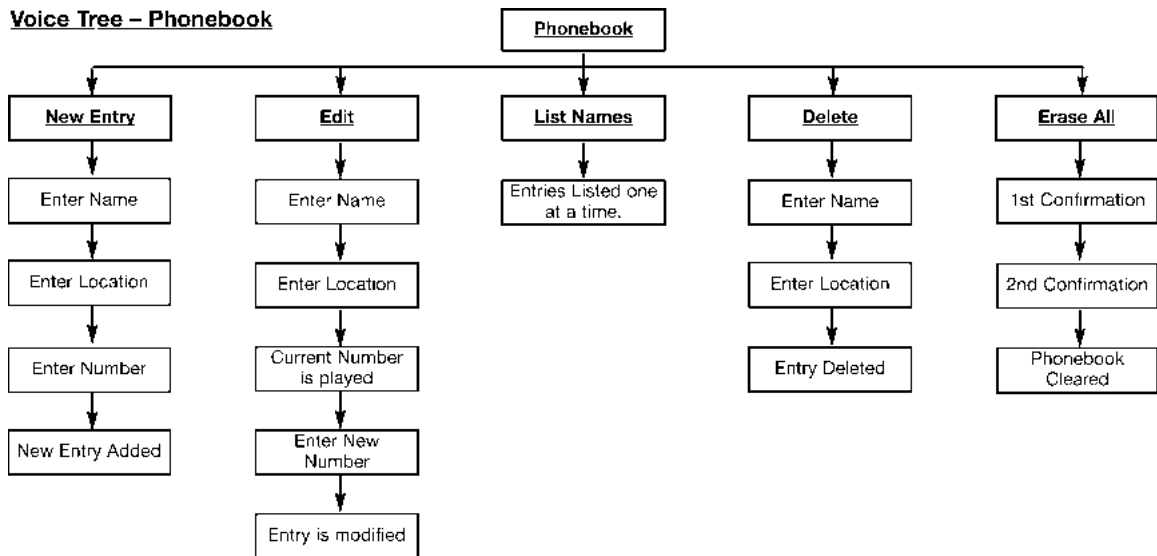 Voice Tree – Phonebook
Phonebook
New Entry
Edit
List Names
Delete
Erase All
Enter Name
Enter Name
Entries Listed one
at a time.
Enter Name
1st Confirmation
Enter Location
Enter Location
Enter Location
2nd Confirmation
Enter Number
Current Number
is played
Entry Deleted
Phonebook
Cleared
New Entry Added
Enter New
Number
Entry is modified